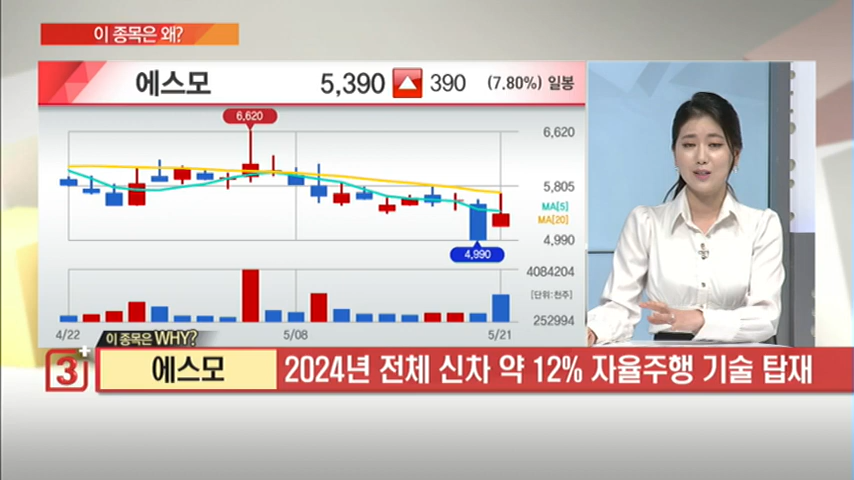 이 종목은 왜?
에스모 5,390 390 (7.80%) 일봉
6,620
6,620
5,805
MA[5]
MA[20]
4,990
4,990
4084204
[단위:천주]
252994
4/22 5/08 5/21
이 종목은 WHY?
3+
에스모 2024년 전체 신차 약 12% 자율주행 기술 탑재